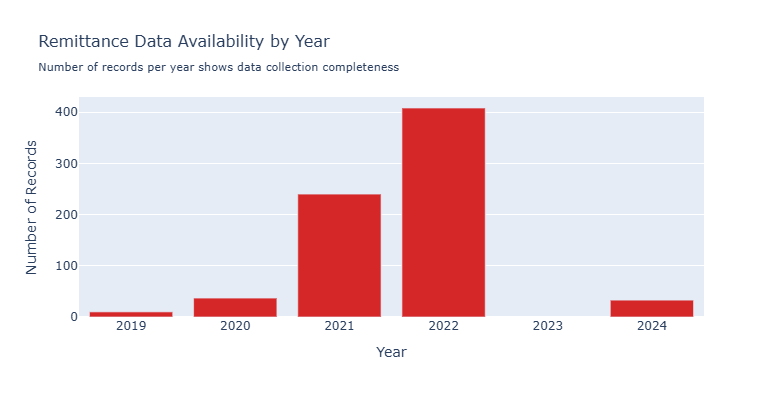 Remittance Data Availability by Year
Number of records per year shows data collection completeness
Number of Records
400
300
200
100
0
2019 2020 2021 2022 2023 2024
Year